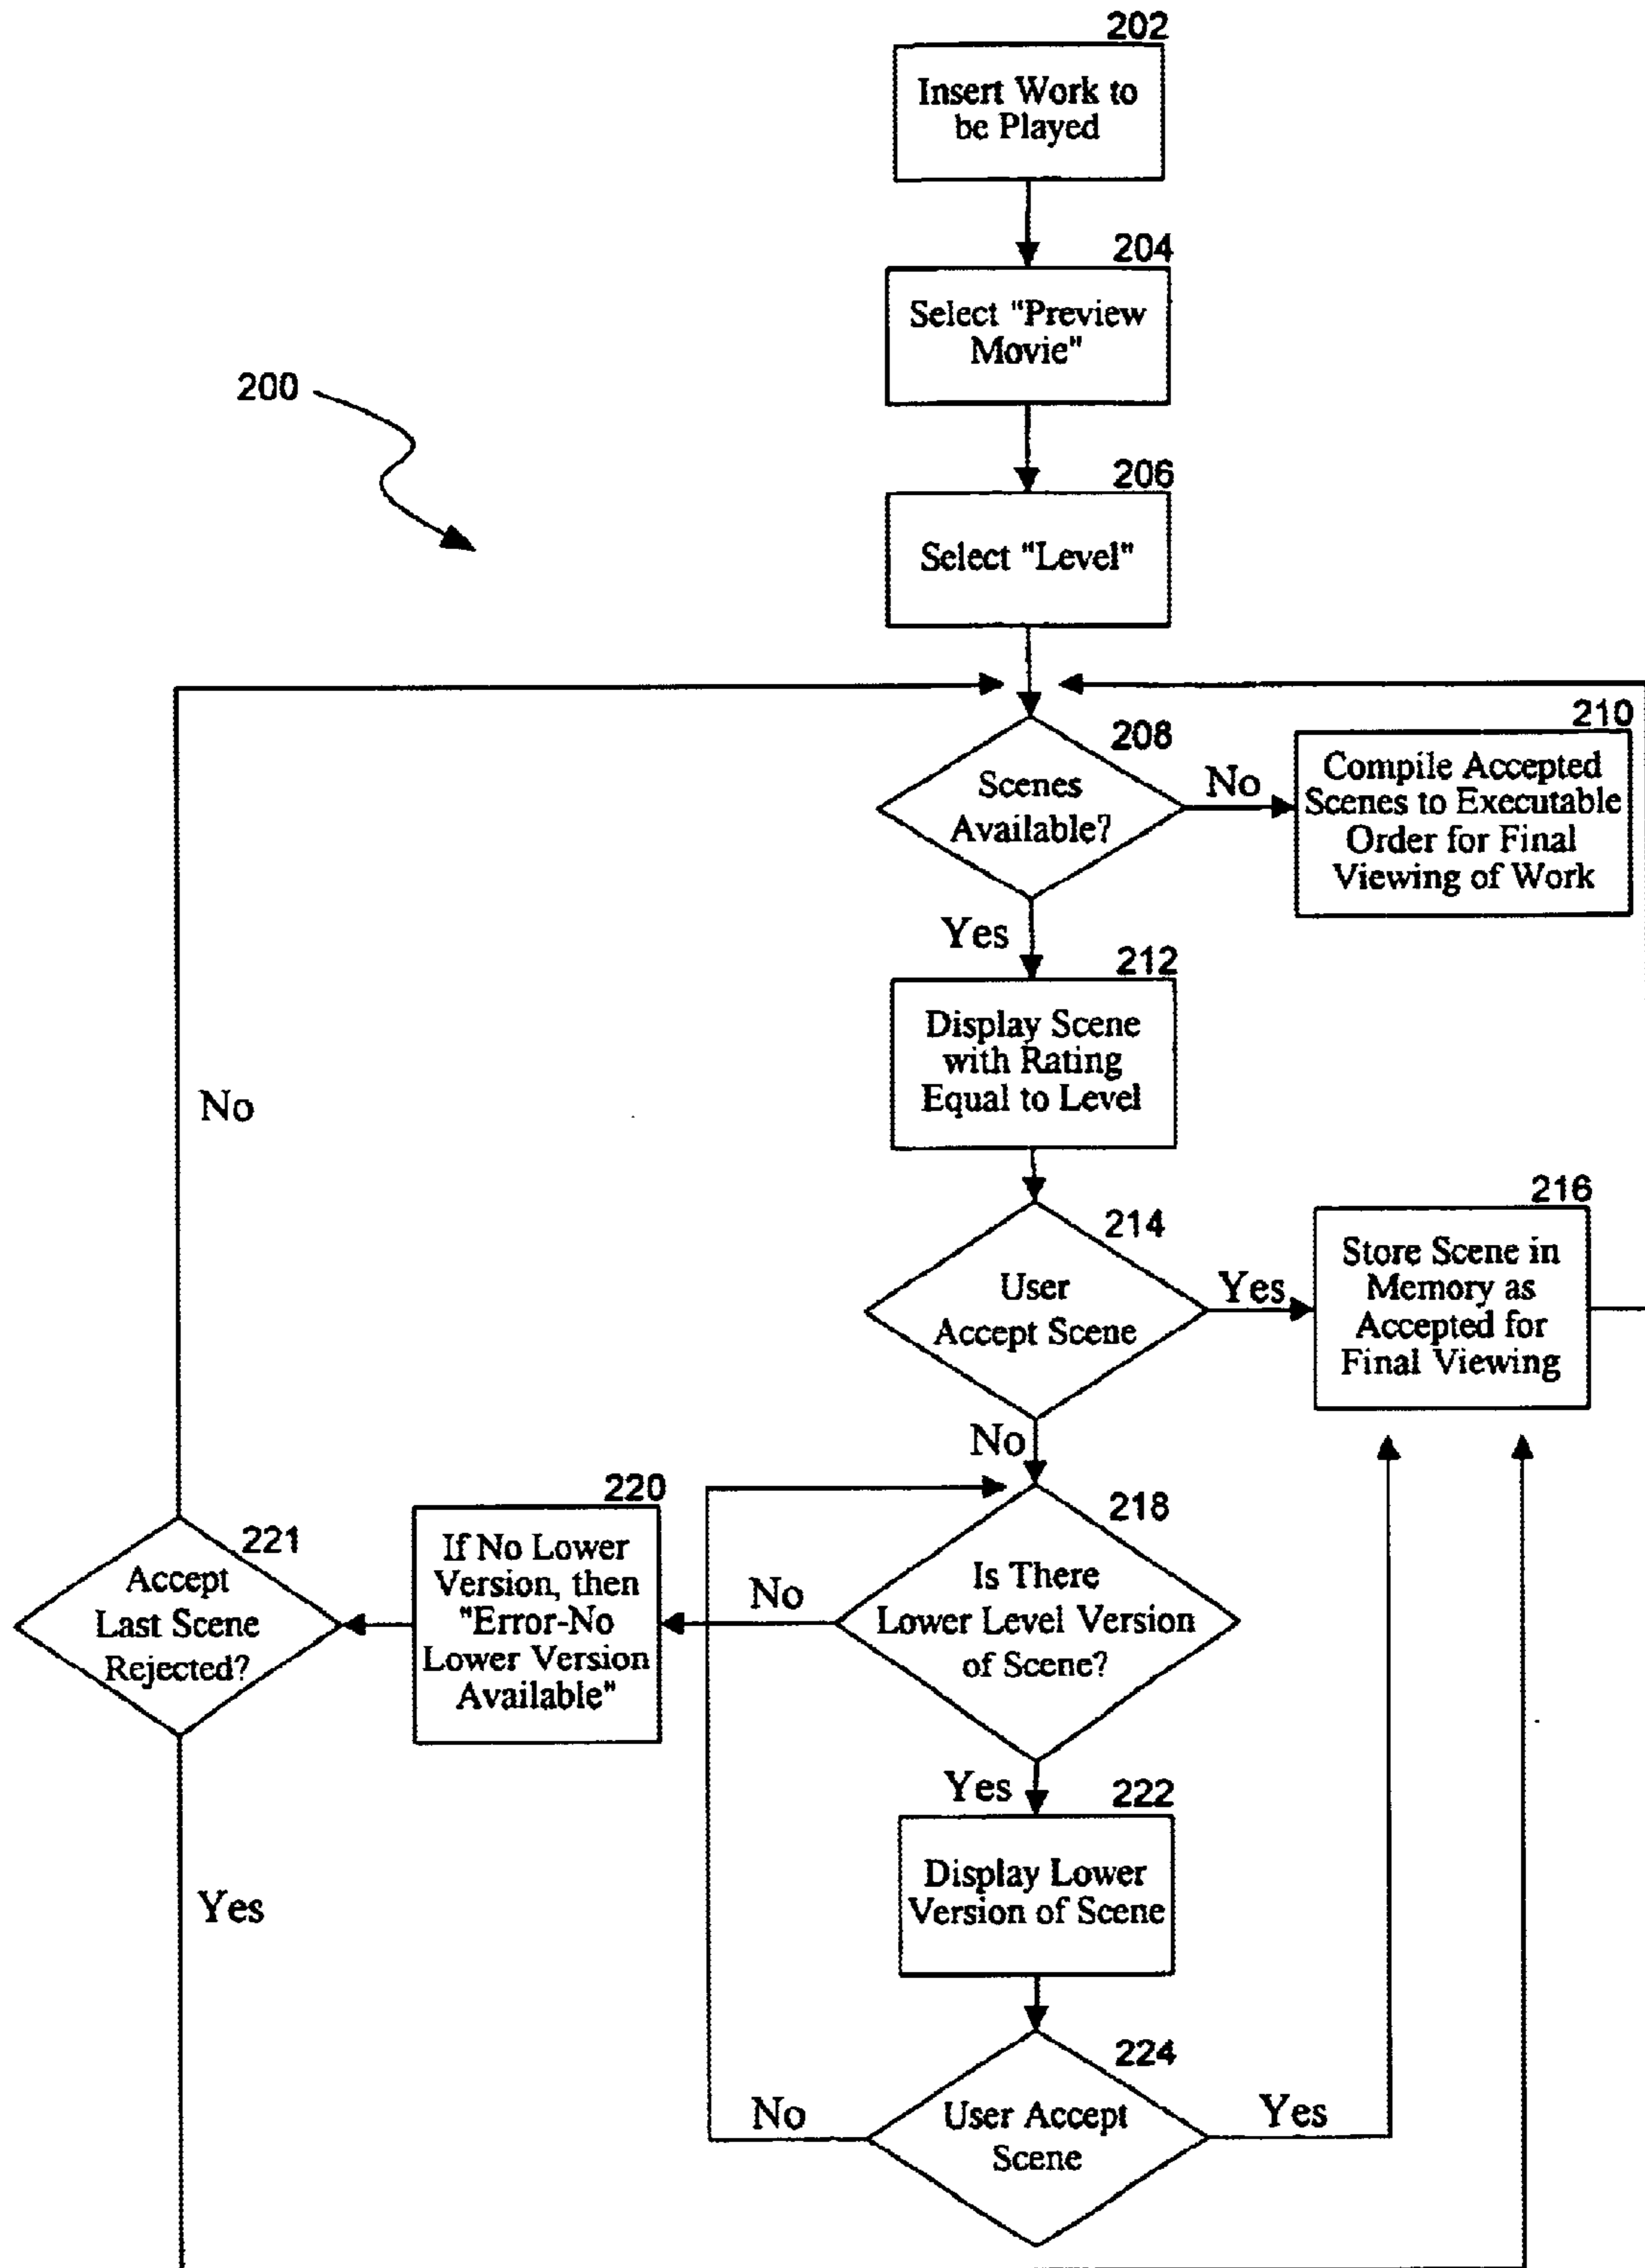 202
Insert Work to
be Played
204
Select "Preview
Movie"
200
206
Select "Level"
208
Scenes
Available?
No
210
Compile Accepted
Scenes to Executable
Order for Final
Viewing of Work
Yes
212
Display Scene
with Rating
Equal to Level
No
214
User
Accept Scene
Yes
216
Store Scene in
Memory as
Accepted for
Final Viewing
No
218
Is There
Lower Level Version
of Scene?
No
220
If No Lower
Version, then
"Error-No
Lower Version
Available"
221
Accept
Last Scene
Rejected?
Yes
222
Display Lower
Version of Scene
Yes
224
User Accept
Scene
No
Yes